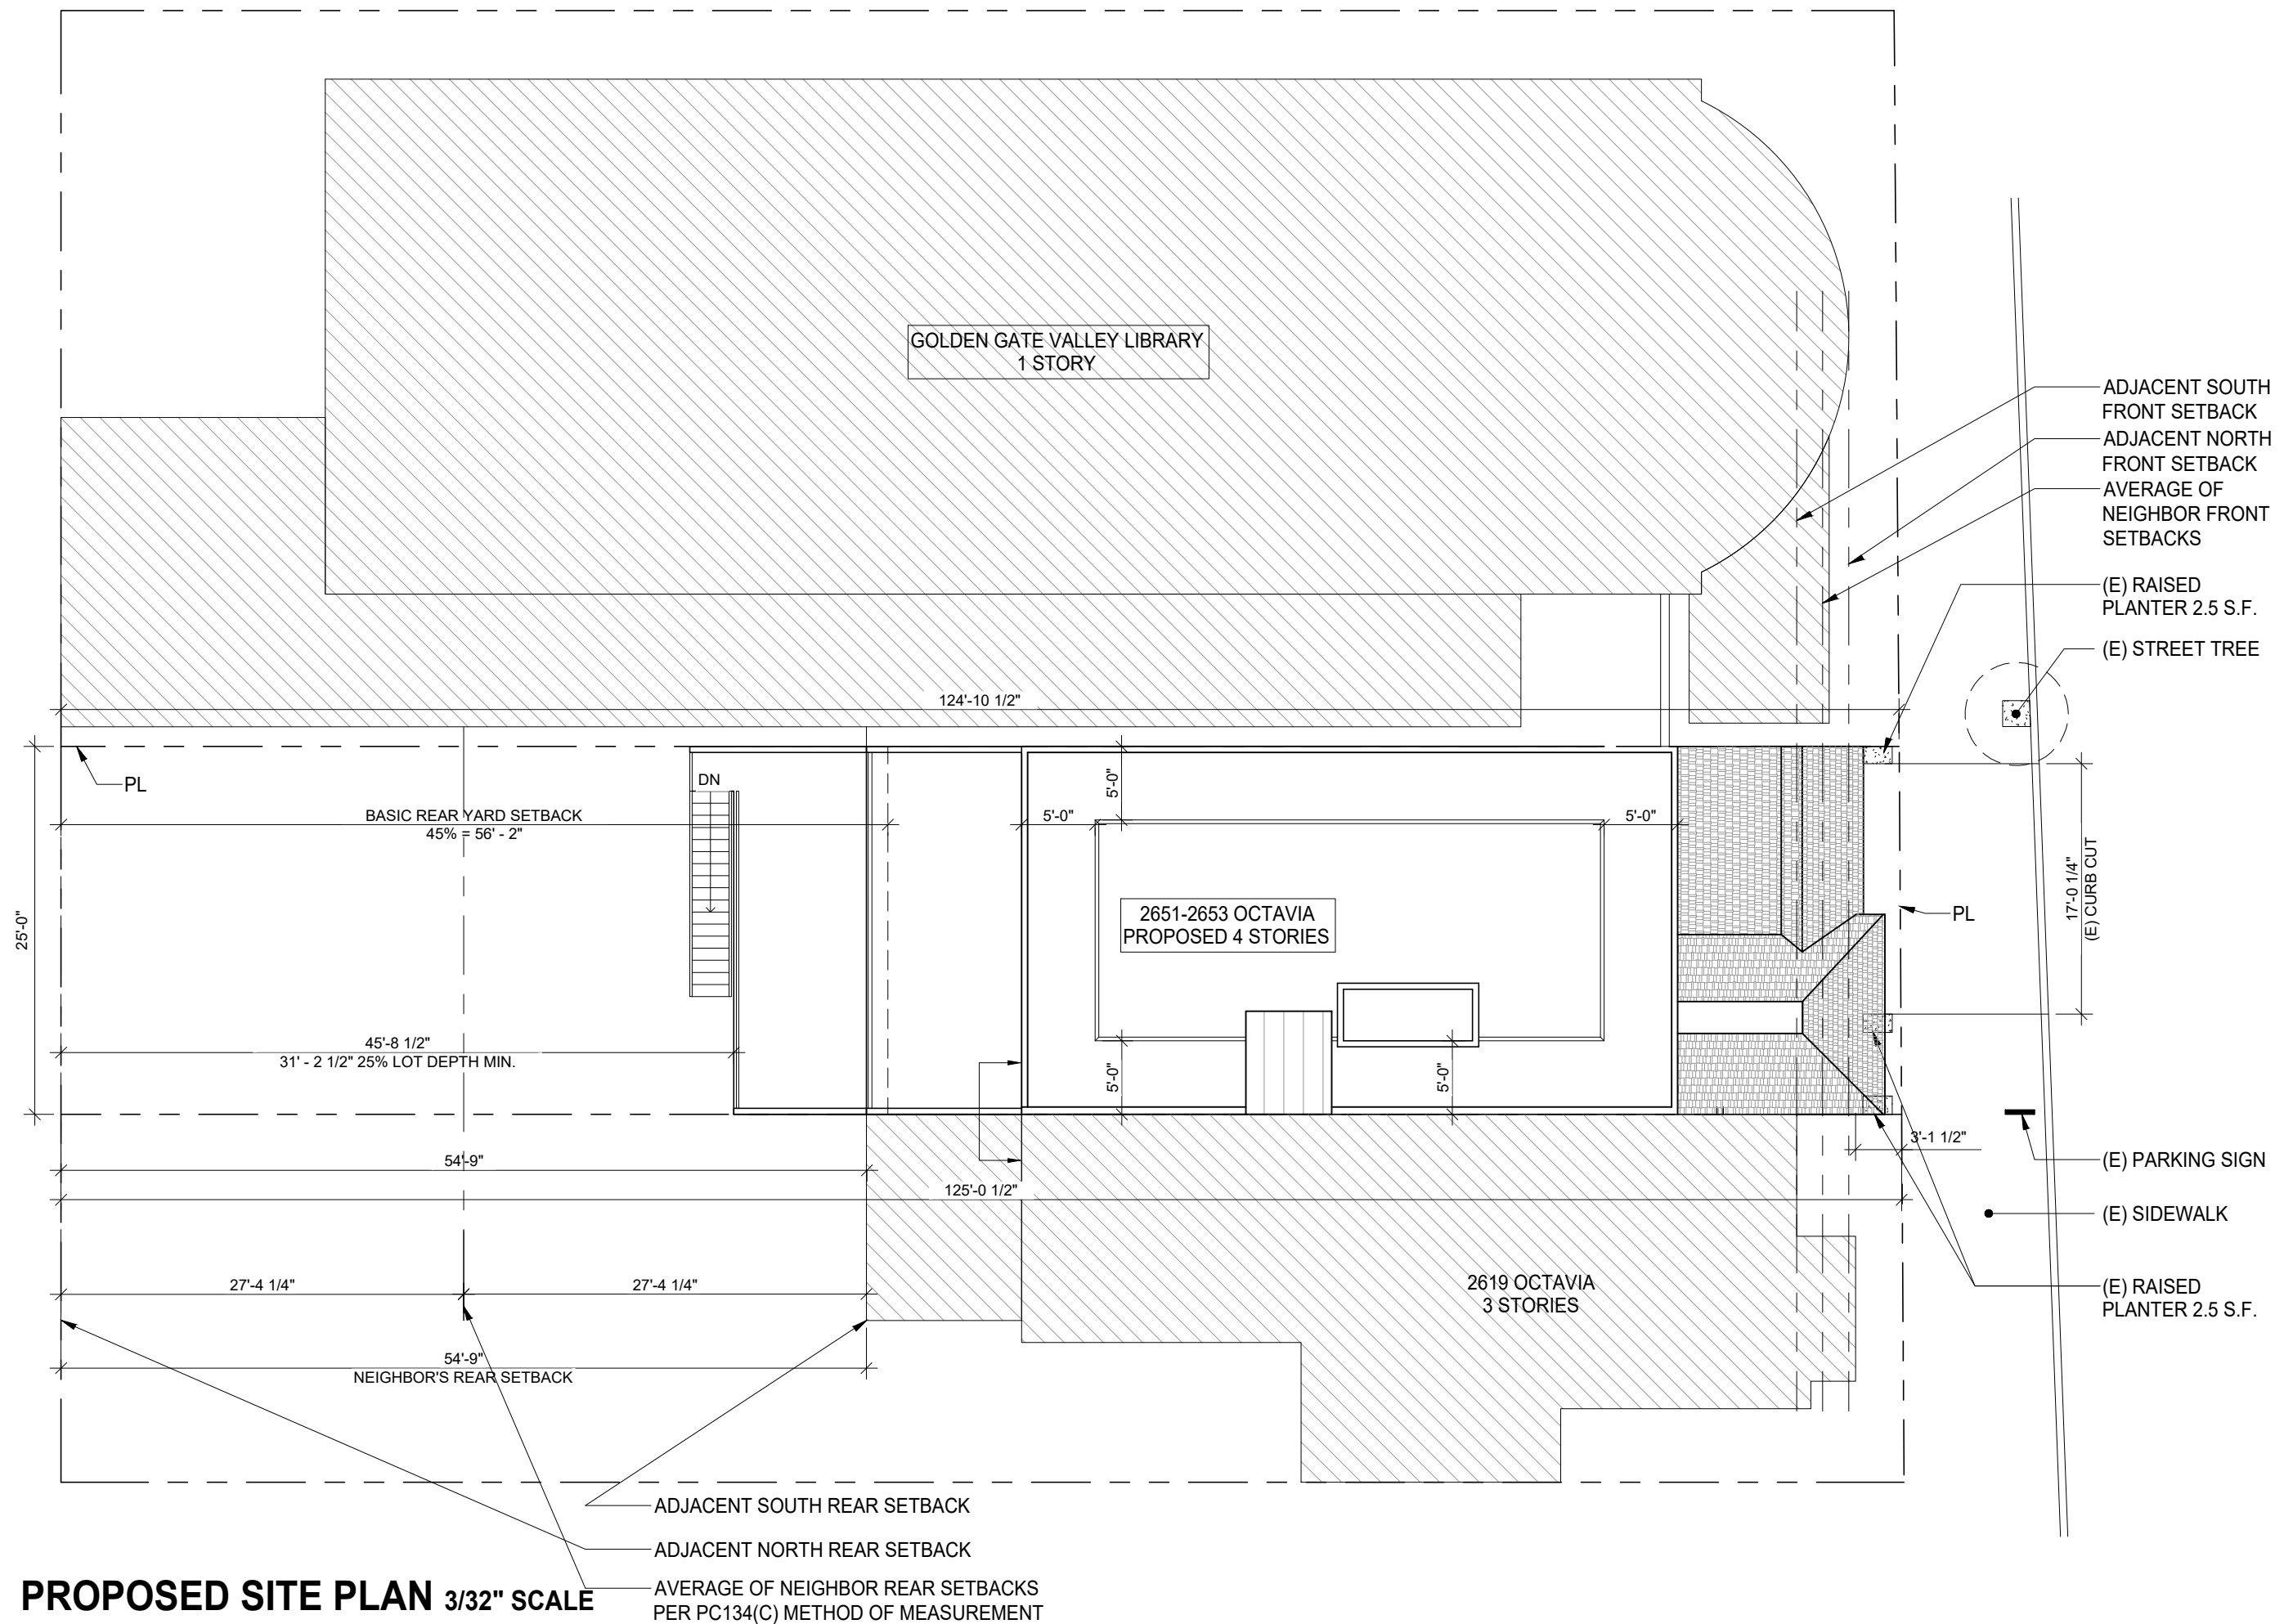 GOLDEN GATE VALLEY LIBRARY
1 STORY
ADJACENT SOUTH
FRONT SETBACK
ADJACENT NORTH
FRONT SETBACK
AVERAGE OF
NEIGHBOR FRONT
SETBACKS
(E) RAISED
PLANTER 2.5 S.F.
(E) STREET TREE
124'-10 1/2"
PL
DN
BASIC REAR YARD SETBACK
45% = 56' - 2"
5'-0"
5'-0"
5'-0"
25'-0"
2651-2653 OCTAVIA
PROPOSED 4 STORIES
PL
17'-0 1/4"
(E) CURB CUT
45'-8 1/2"
31' - 2 1/2" 25% LOT DEPTH MIN.
5'-0"
5'-0"
3'-1 1/2"
54'-9"
(E) PARKING SIGN
125'-0 1/2"
(E) SIDEWALK
27'-4 1/4"
27'-4 1/4"
2619 OCTAVIA
3 STORIES
(E) RAISED
PLANTER 2.5 S.F.
54'-9"
NEIGHBOR'S REAR SETBACK
ADJACENT SOUTH REAR SETBACK
ADJACENT NORTH REAR SETBACK
AVERAGE OF NEIGHBOR REAR SETBACKS
PER PC134(C) METHOD OF MEASUREMENT
PROPOSED SITE PLAN 3/32" SCALE